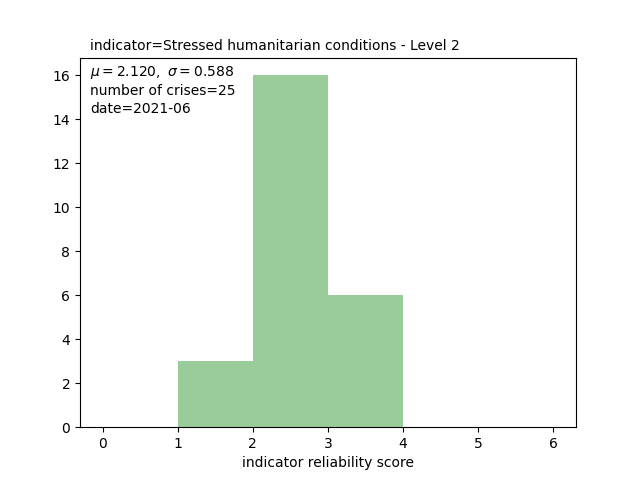 indicator=Stressed humanitarian conditions - Level 2
μ = 2.120, σ = 0.588
number of crises=25
date=2021-06
16
14
12
10
8
6
4
2
0
0 1 2 3 4 5 6
indicator reliability score